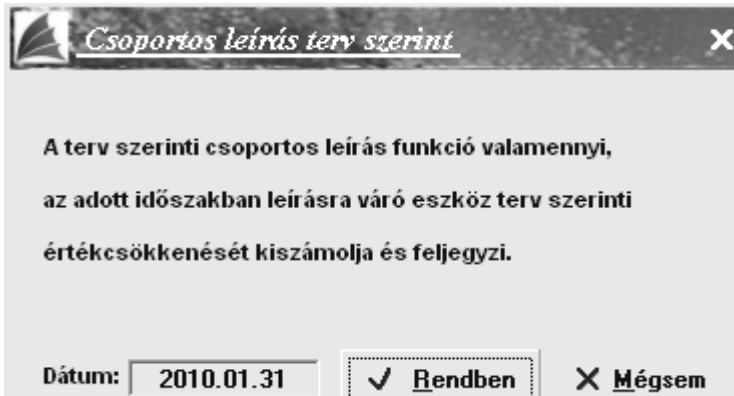 Csoportos leírás terv szerint
A terv szerinti csoportos leírás funkció valamennyi,
az adott időszakban leírásra váró eszköz terv szerinti
értékcsökkenését kiszámolja és feljegyzi.
Dátum: 2010.01.31 Rendben Mégsem